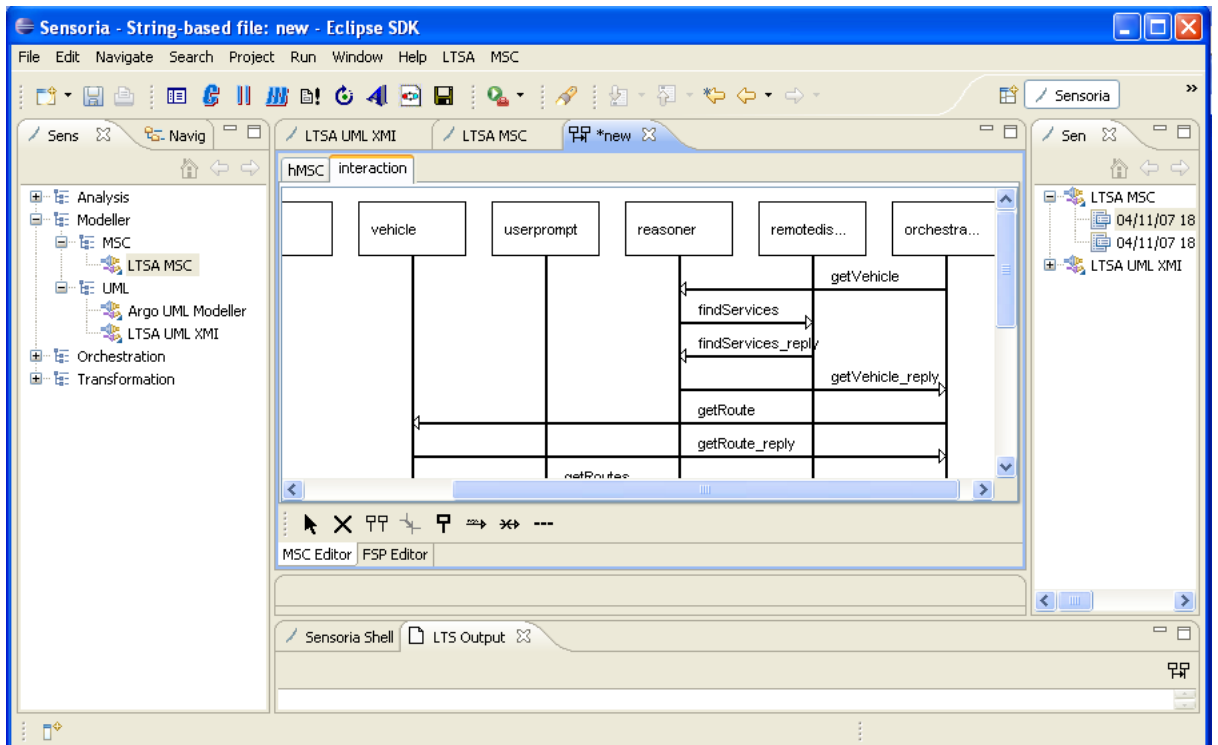 Sensoria - String-based file: new - Eclipse SDK
File Edit Navigate Search Project Run Window Help LTSA MSC
Sensoria
»
Sens
Navig
LTSA UML XMI
LTSA MSC
*new
Sen
hMSC
interaction
Analysis
Modeller
MSC
LTSA MSC
UML
Argo UML Modeller
LTSA UML XMI
Orchestration
Transformation
vehicle
userprompt
reasoner
remotedis...
orchestra...
getVehicle
findServices
findServices_reply
getVehicle_reply
getRoute
getRoute_reply
getRoutes
MSC Editor
FSP Editor
LTSA MSC
04/11/07 18
04/11/07 18
LTSA UML XMI
Sensoria Shell
LTS Output